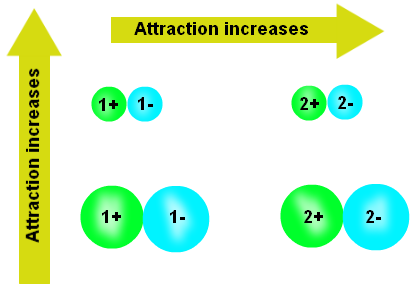 Attraction increases
Attraction increases
1+ 1-
2+ 2-
1+ 1-
2+ 2-